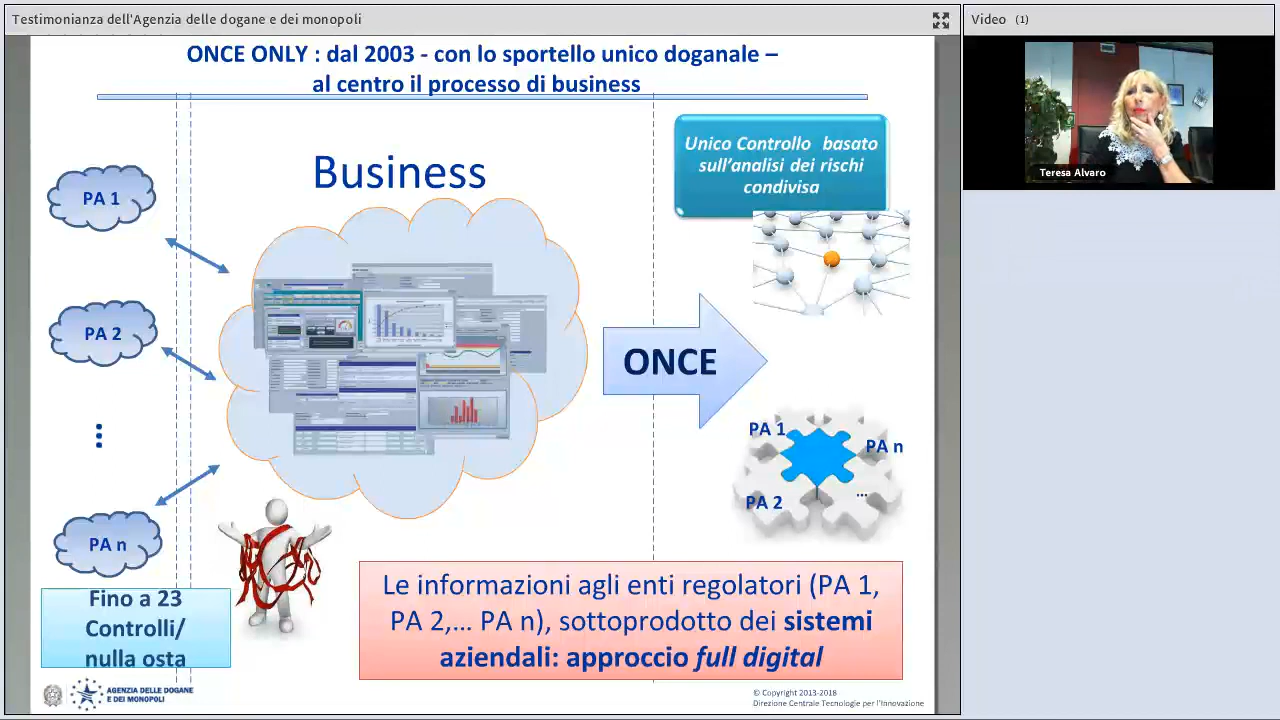 Testimonianza dell'Agenzia delle dogane e dei monopoli
Video (1)
ONCE ONLY : dal 2003 - con lo sportello unico doganale –
al centro il processo di business
Teresa Alvaro
Unico Controllo basato
sull'analisi dei rischi
condivisa
Business
PA 1
PA 2
PA n
ONCE
PA 1
PA n
PA 2
...
Fino a 23
Controlli/
nulla osta
Le informazioni agli enti regolatori (PA 1,
PA 2,... PA n), sottoprodotto dei sistemi
aziendali: approccio full digital
AGENZIA DELLE DOGANE
E DEI MONOPOLI
© Copyright 2013-2018
Direzione Centrale Tecnologie per l'Innovazione